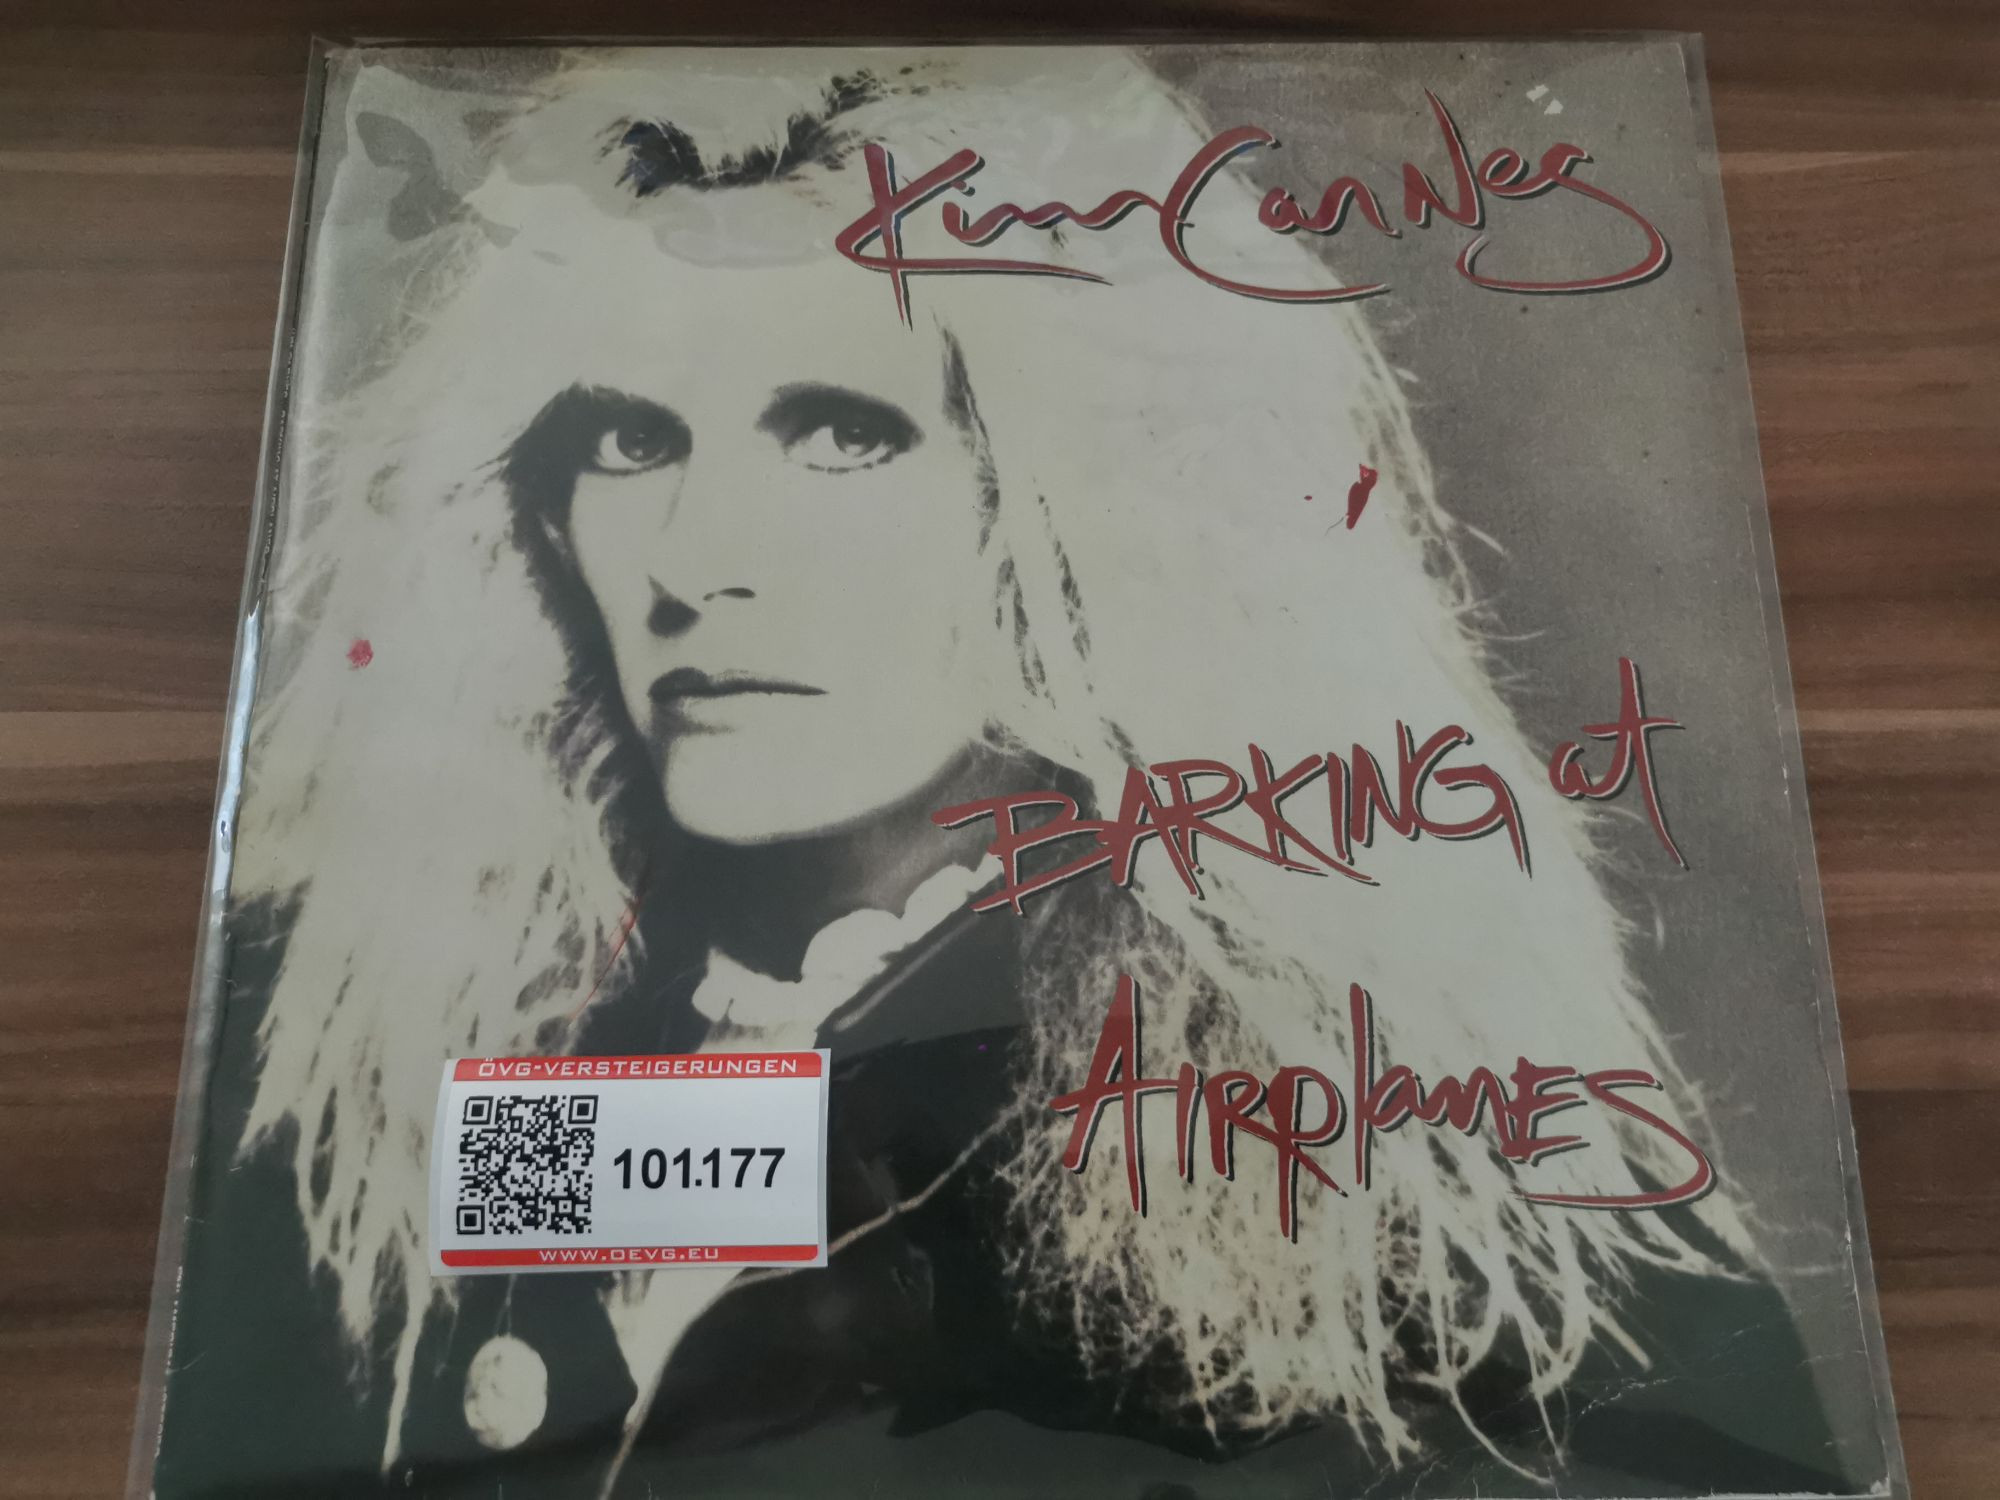 Kim Carnes
BARKING at
AIRplanES
ÖVG-VERSTEIGERUNGEN
101.177
WWW.OEVG.EU